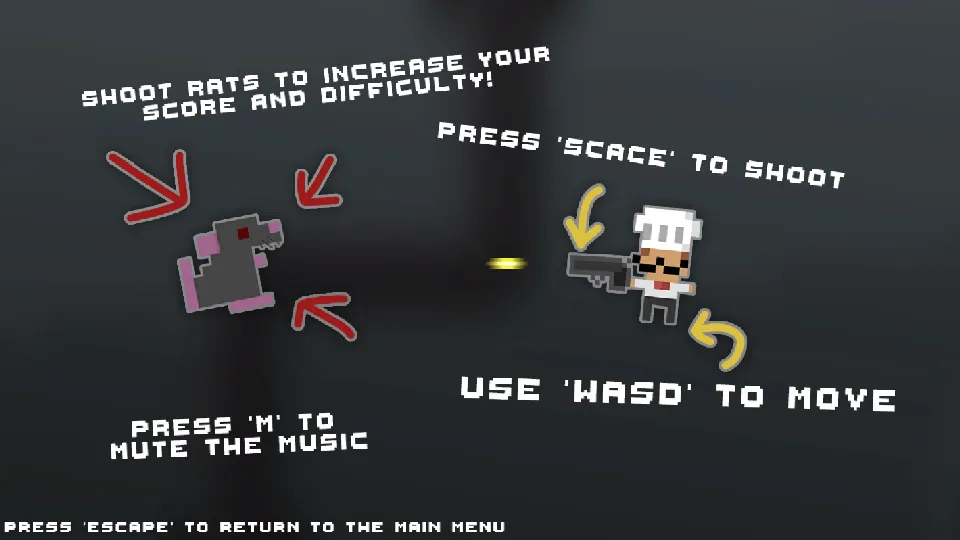 SHOOT RATS TO INCREASE YOUR
SCORE AND DIFFICULTY!
PRESS 'SCACE' TO SHOOT
USE 'WASD' TO MOVE
PRESS 'M' TO
MUTE THE MUSIC
PRESS 'ESCAPE' TO RETURN TO THE MAIN MENU